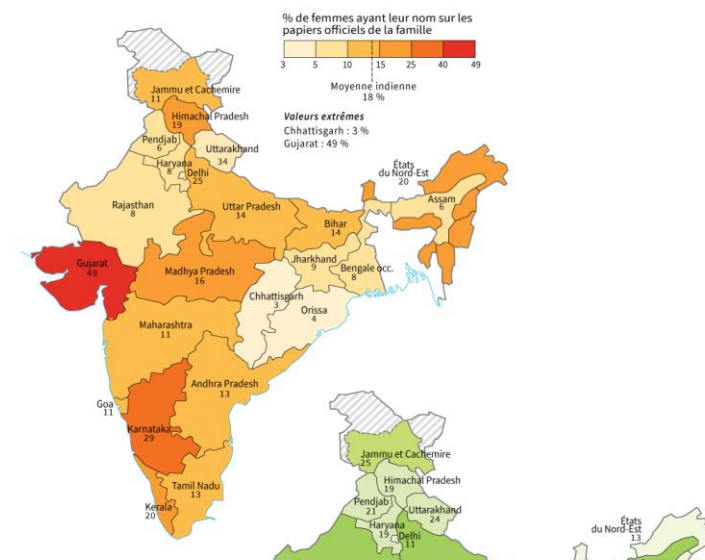 % de femmes ayant leur nom sur les
papiers officiels de la famille
3 5 10 15 25 40 49
Moyenne indienne
18 %
Valeurs extrêmes
Chhattisgarh : 3 %
Gujarat : 49 %
Jammu et Cachemire
11
Himachal Pradesh
19
Pendjab
6
Uttarakhand
34
Haryana
8
Delhi
25
États
du Nord-Est
20
Assam
6
Rajasthan
8
Uttar Pradesh
14
Bihar
14
Gujarat
49
Madhya Pradesh
16
Jharkhand
9
Bengale occ.
8
Chhattisgarh
3
Orissa
4
Maharashtra
11
Andhra Pradesh
13
Goa
11
Karnataka
29
Tamil Nadu
13
Kerala
20
Jammu et Cachemire
25
Himachal Pradesh
19
Pendjab
21
Uttarakhand
24
Haryana
19
Delhi
11
États
du Nord-Est
13